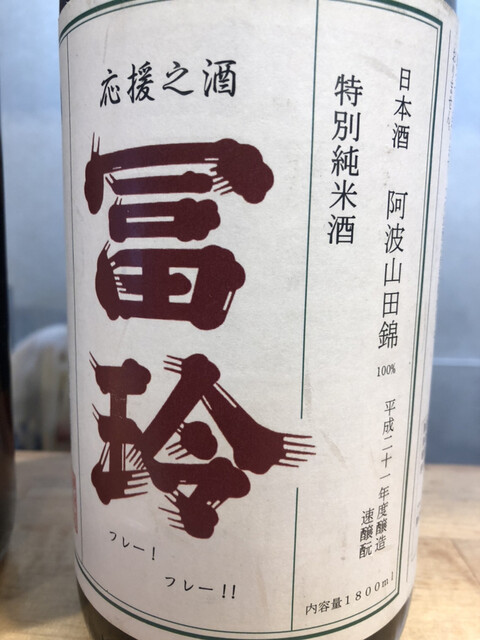 日本酒 阿波山田錦 100% 平成二十一年度醸造
速醸酛
特別純米酒
内容量1800ml
応援之酒
冨玲
フレー!
フレー!!